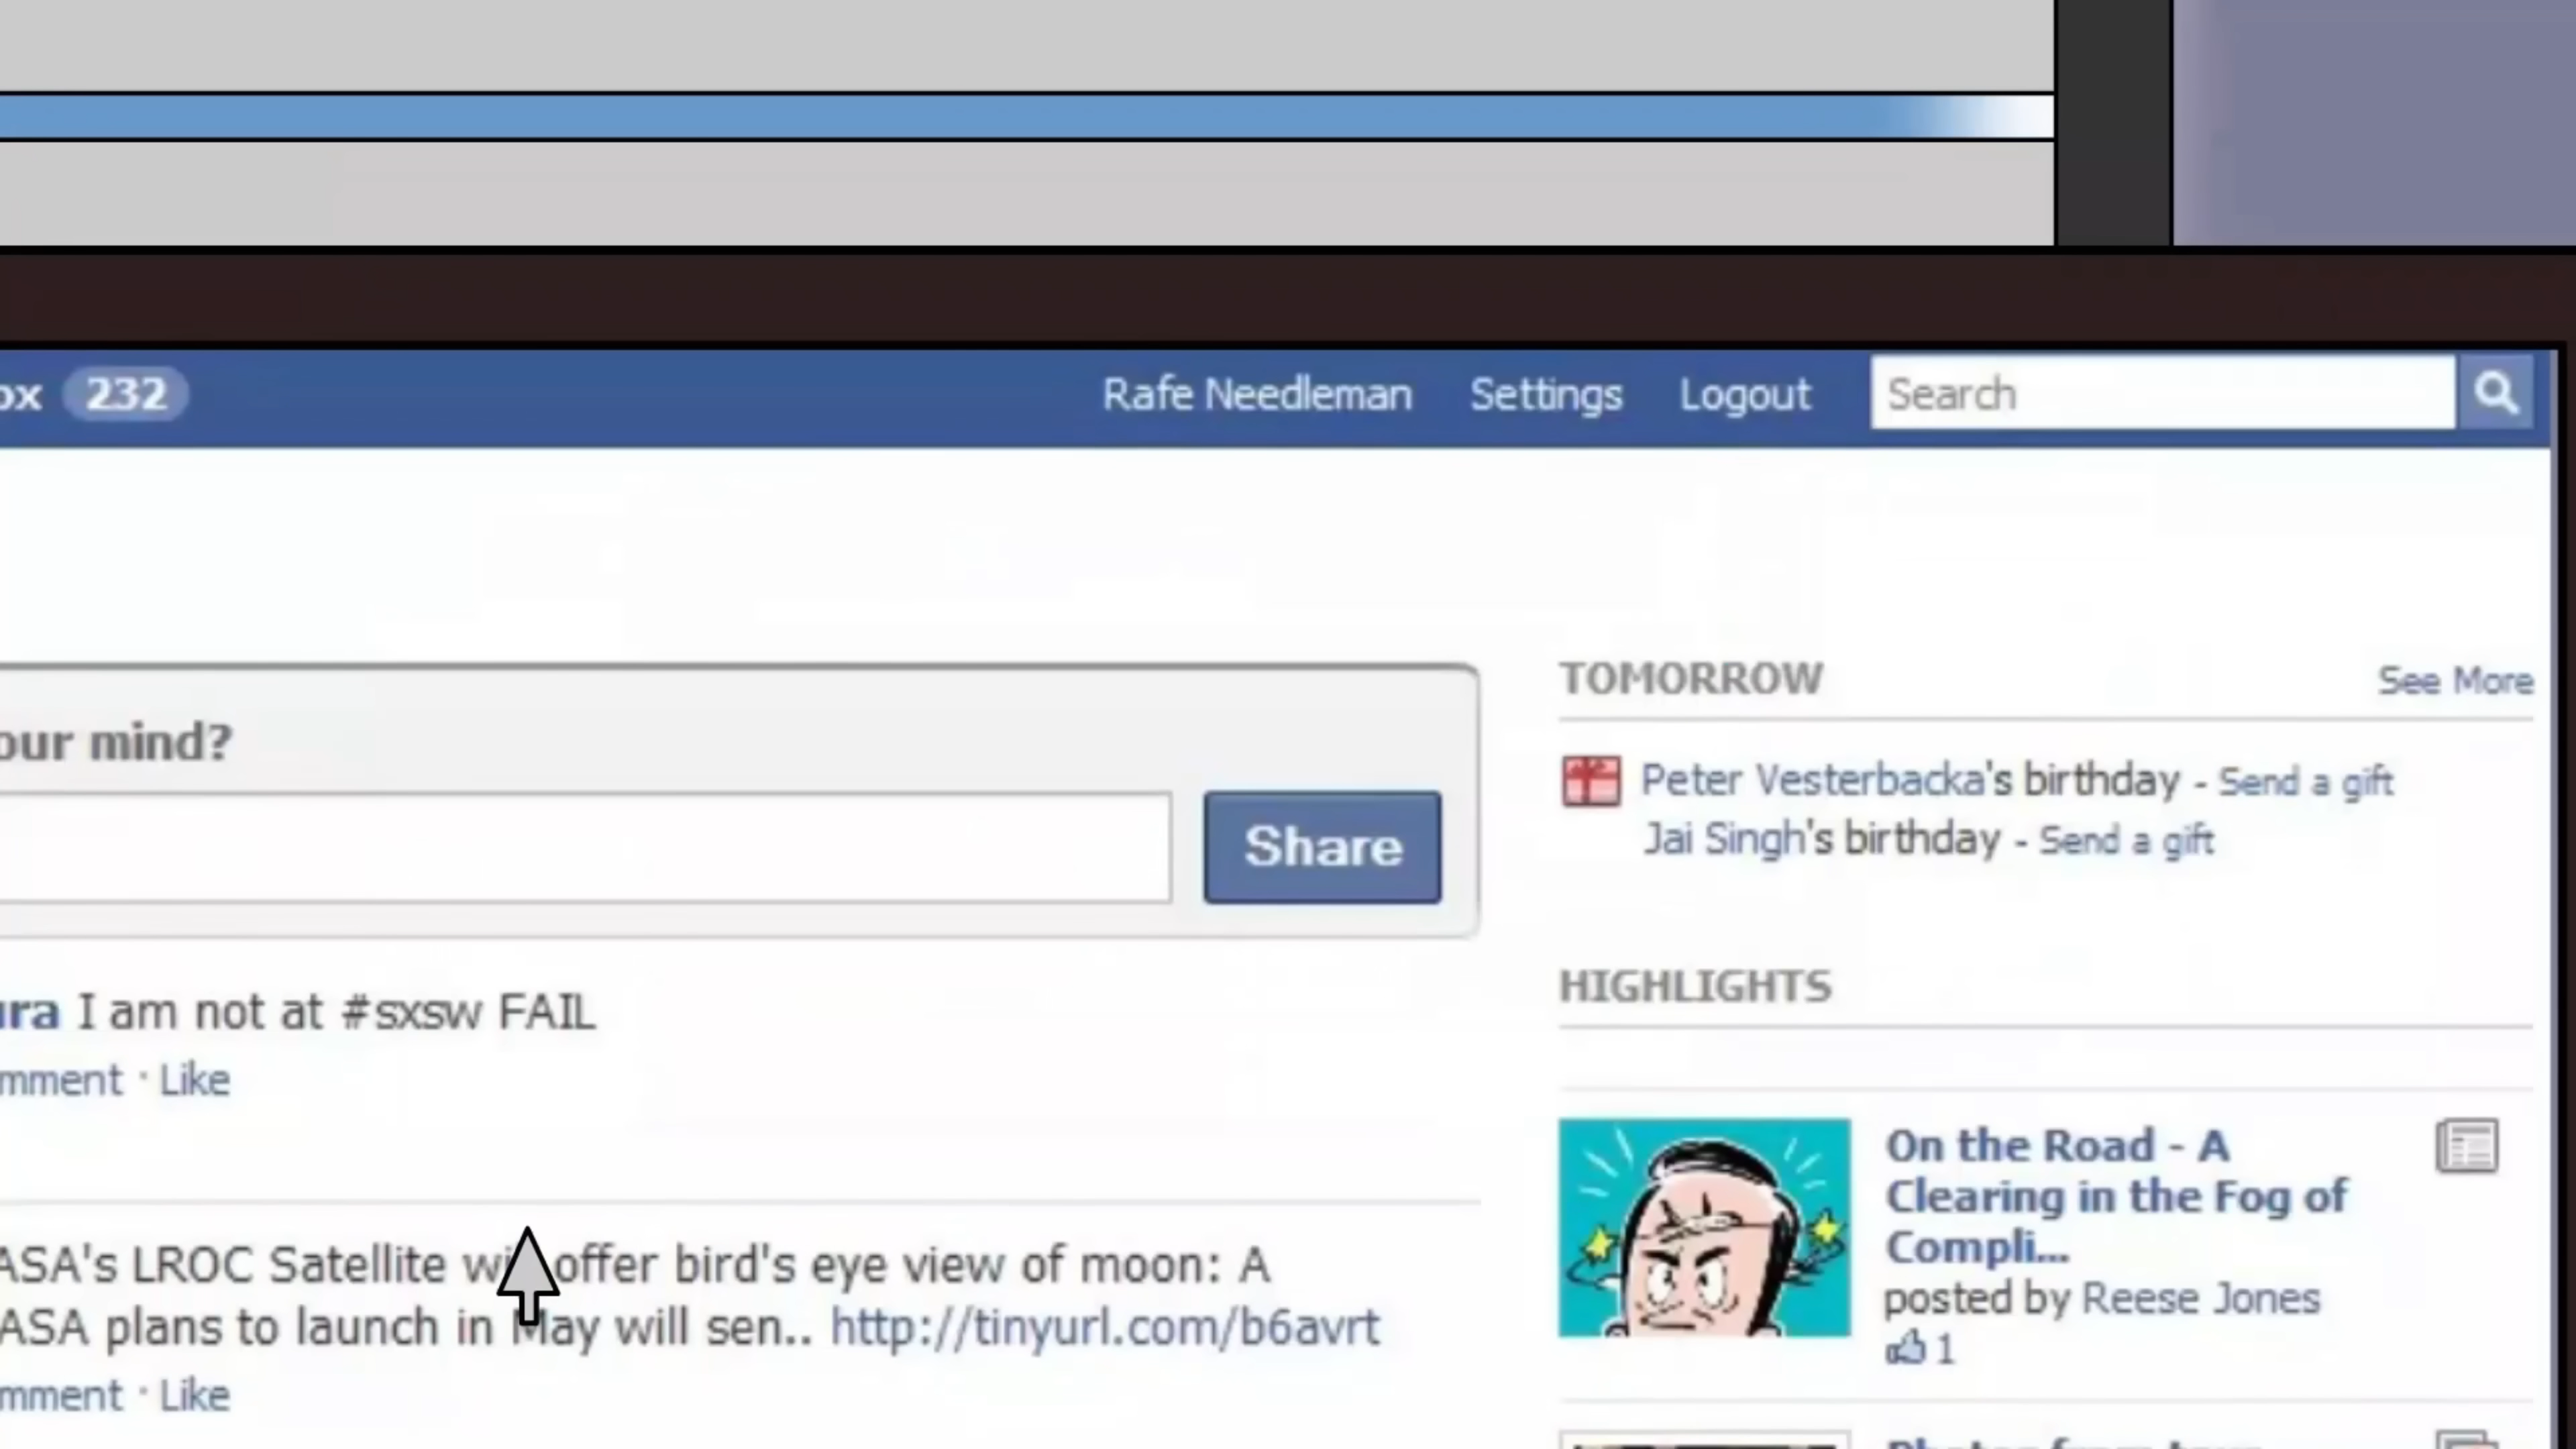 ox 232 Rafe Needleman Settings Logout Search
our mind?
Share
ura I am not at #sxsw FAIL
mment · Like
ASA's LROC Satellite offer bird's eye view of moon: A
ASA plans to launch in May will sen.. http://tinyurl.com/b6avrt
mment · Like
TOMORROW See More
Peter Vesterbacka's birthday - Send a gift
Jai Singh's birthday - Send a gift
HIGHLIGHTS
On the Road - A
Clearing in the Fog of
Compli...
posted by Reese Jones
1